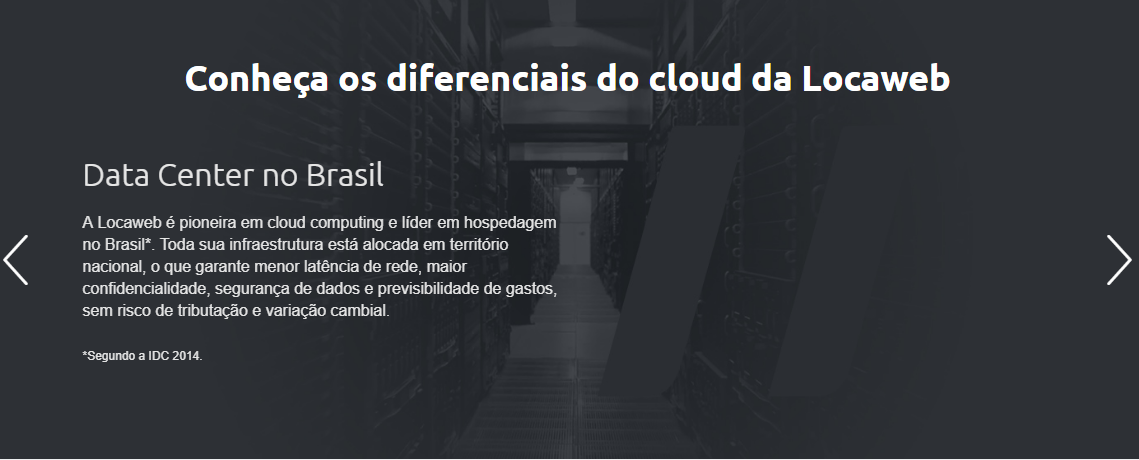 Conheça os diferenciais do cloud da Locaweb
Data Center no Brasil
A Locaweb é pioneira em cloud computing e líder em hospedagem
no Brasil*. Toda sua infraestrutura está alocada em território
nacional, o que garante menor latência de rede, maior
confidencialidade, segurança de dados e previsibilidade de gastos,
sem risco de tributação e variação cambial.
*Segundo a IDC 2014.